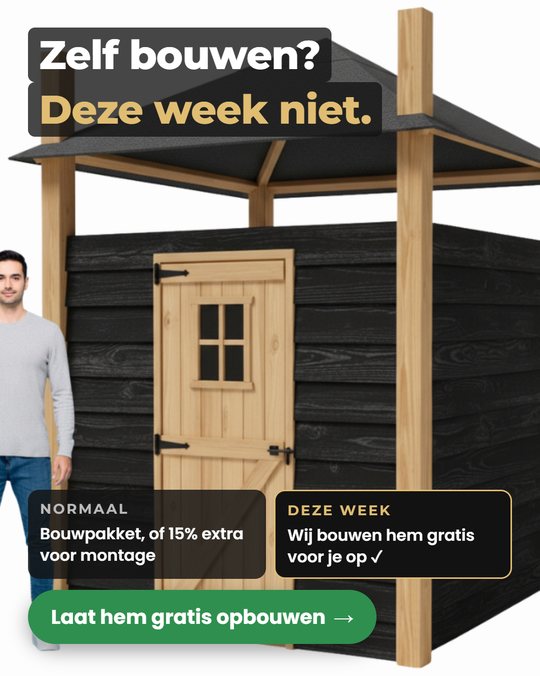 Zelf bouwen?
Deze week niet.
NORMAAL
Bouwpakket, of 15% extra
voor montage
DEZE WEEK
Wij bouwen hem gratis
voor je op ✓
Laat hem gratis opbouwen →